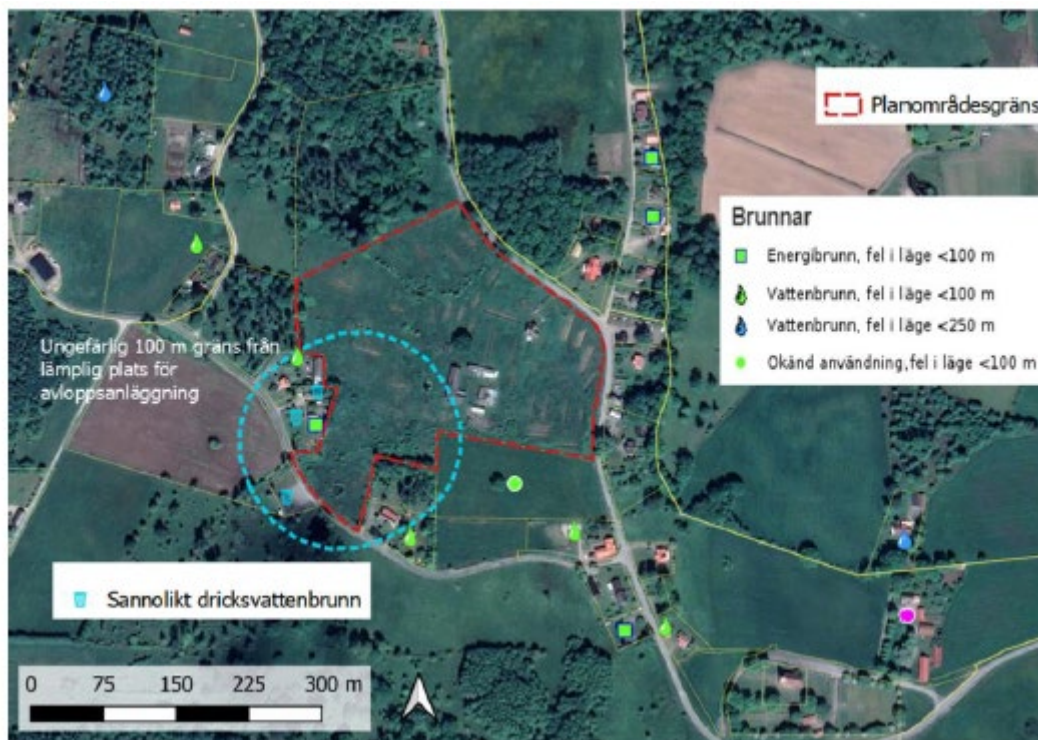 Planområdesgräns
Brunnar
Energibrunn, fel i läge <100 m
Vattenbrunn, fel i läge <100 m
Vattenbrunn, fel i läge <250 m
Okänd användning,fel i läge <100 m
Ungefärlig 100 m gräns från
lämplig plats för
avloppsanläggning
Sannolikt dricksvattenbrunn
0 75 150 225 300 m